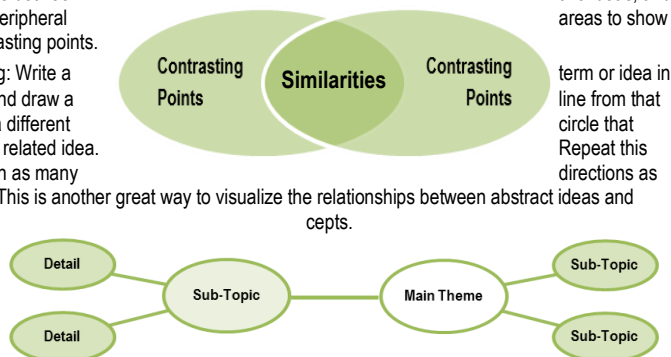 eripheral areas to show
asting points.
g: Write a term or idea in
nd draw a line from that
different circle that
related idea. Repeat this
as many directions as
This is another great way to visualize the relationships between abstract ideas and
cepts.
Contrasting Points
Similarities
Contrasting Points
Detail
Sub-Topic
Main Theme
Sub-Topic
Detail
Sub-Topic